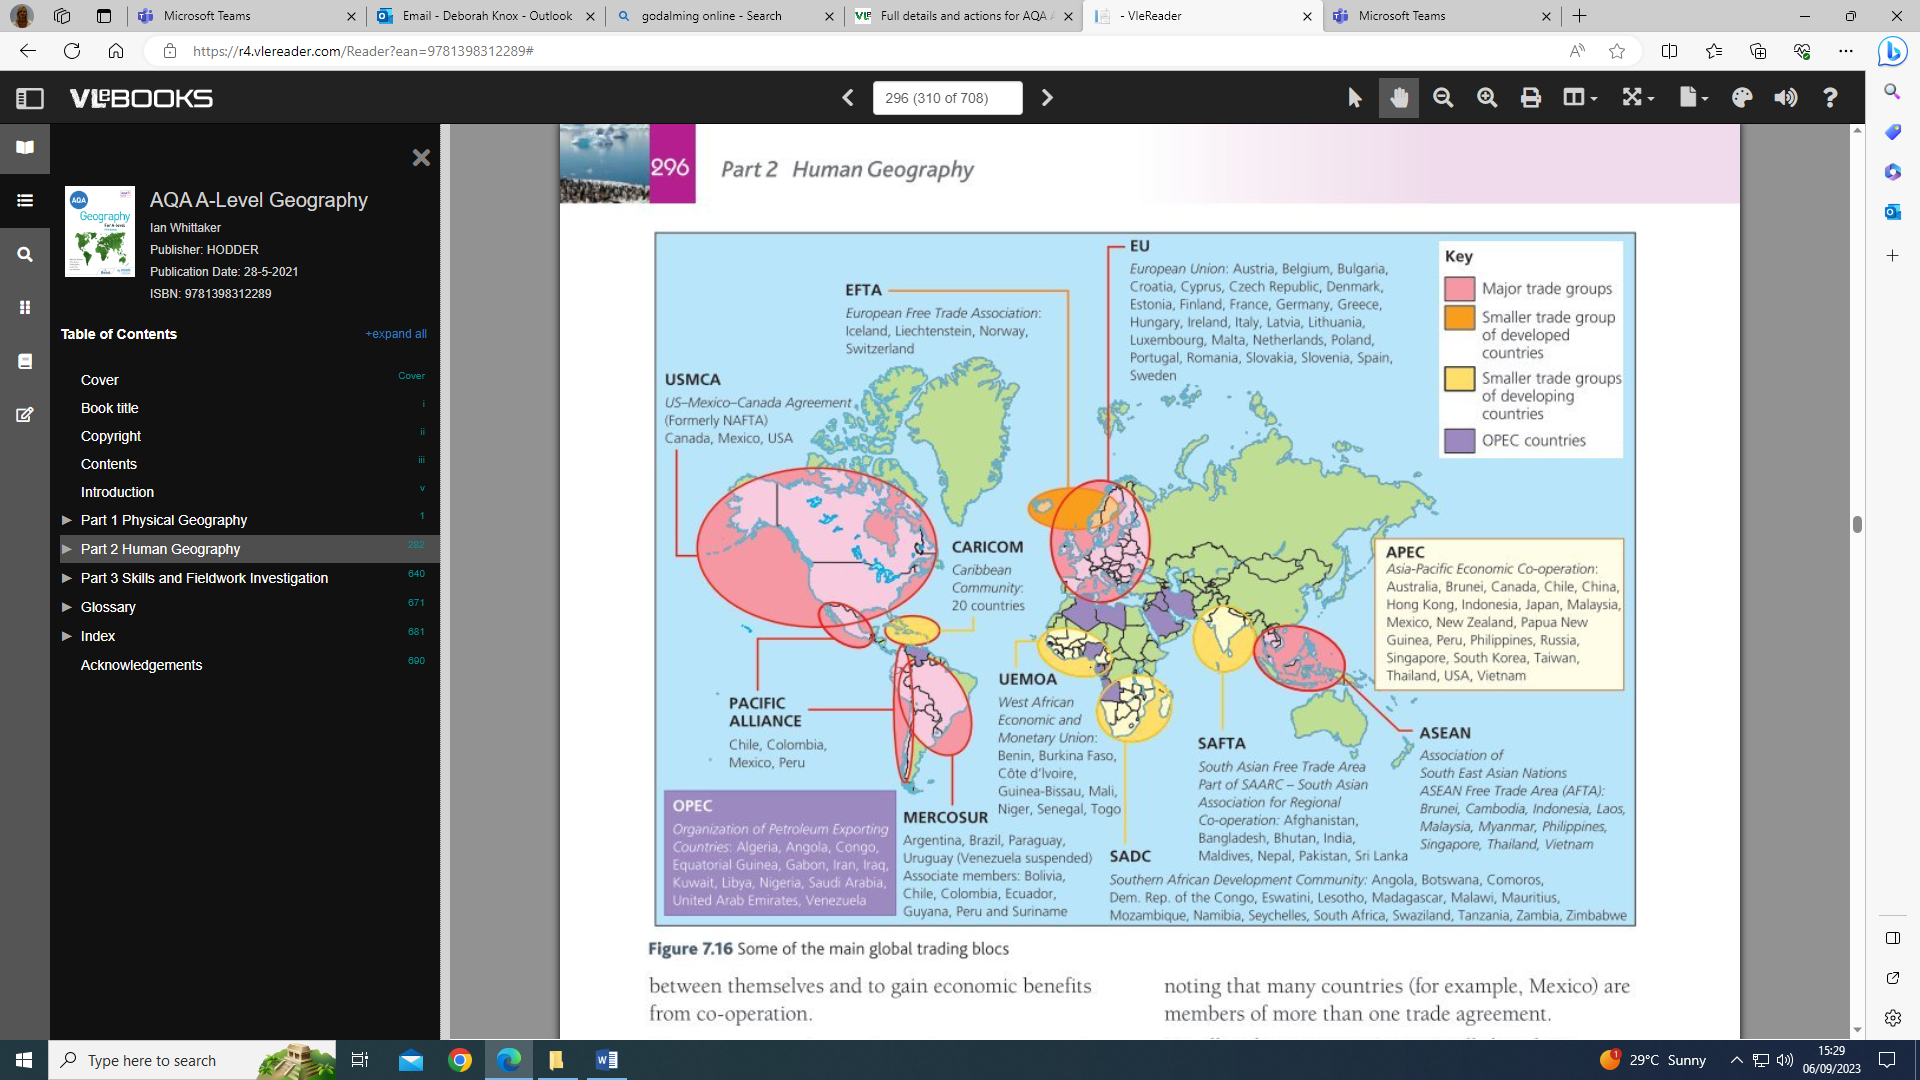 Microsoft Teams
Email - Deborah Knox - Outlook
godalming online - Search
Full details and actions for AQA A
- VleReader
Microsoft Teams
https://r4.vlereader.com/Reader?ean=9781398312289#
VLEBOOKS
296 (310 of 708)
AQA A-Level Geography
Ian Whittaker
Publisher: HODDER
Publication Date: 28-5-2021
ISBN: 9781398312289
AQA
Geography
Table of Contents
+expand all
Cover Cover
Book title i
Copyright ii
Contents iii
Introduction v
Part 1 Physical Geography 1
Part 2 Human Geography 282
Part 3 Skills and Fieldwork Investigation 640
Glossary 671
Index 681
Acknowledgements 690
296
Part 2 Human Geography
EU
European Union: Austria, Belgium, Bulgaria,
Croatia, Cyprus, Czech Republic, Denmark,
Estonia, Finland, France, Germany, Greece,
Hungary, Ireland, Italy, Latvia, Lithuania,
Luxembourg, Malta, Netherlands, Poland,
Portugal, Romania, Slovakia, Slovenia, Spain,
Sweden
Key
Major trade groups
Smaller trade group
of developed
countries
Smaller trade groups
of developing
countries
OPEC countries
EFTA
European Free Trade Association:
Iceland, Liechtenstein, Norway,
Switzerland
USMCA
US–Mexico–Canada Agreement
(Formerly NAFTA)
Canada, Mexico, USA
CARICOM
Caribbean
Community:
20 countries
APEC
Asia-Pacific Economic Co-operation:
Australia, Brunei, Canada, Chile, China,
Hong Kong, Indonesia, Japan, Malaysia,
Mexico, New Zealand, Papua New
Guinea, Peru, Philippines, Russia,
Singapore, South Korea, Taiwan,
Thailand, USA, Vietnam
PACIFIC
ALLIANCE
Chile, Colombia,
Mexico, Peru
UEMOA
West African
Economic and
Monetary Union:
Benin, Burkina Faso,
Côte d'Ivoire,
Guinea-Bissau, Mali,
Niger, Senegal, Togo
SAFTA
South Asian Free Trade Area
Part of SAARC – South Asian
Association for Regional
Co-operation: Afghanistan,
Bangladesh, Bhutan, India,
Maldives, Nepal, Pakistan, Sri Lanka
ASEAN
Association of
South East Asian Nations
ASEAN Free Trade Area (AFTA):
Brunei, Cambodia, Indonesia, Laos,
Malaysia, Myanmar, Philippines,
Singapore, Thailand, Vietnam
OPEC
Organization of Petroleum Exporting
Countries: Algeria, Angola, Congo,
Equatorial Guinea, Gabon, Iran, Iraq,
Kuwait, Libya, Nigeria, Saudi Arabia,
United Arab Emirates, Venezuela
MERCOSUR
Argentina, Brazil, Paraguay,
Uruguay (Venezuela suspended)
Associate members: Bolivia,
Chile, Colombia, Ecuador,
Guyana, Peru and Suriname
SADC
Southern African Development Community: Angola, Botswana, Comoros,
Dem. Rep. of the Congo, Eswatini, Lesotho, Madagascar, Malawi, Mauritius,
Mozambique, Namibia, Seychelles, South Africa, Swaziland, Tanzania, Zambia, Zimbabwe
Figure 7.16 Some of the main global trading blocs
between themselves and to gain economic benefits
from co-operation.
noting that many countries (for example, Mexico) are
members of more than one trade agreement.
Type here to search
1
29°C Sunny
15:29
06/09/2023